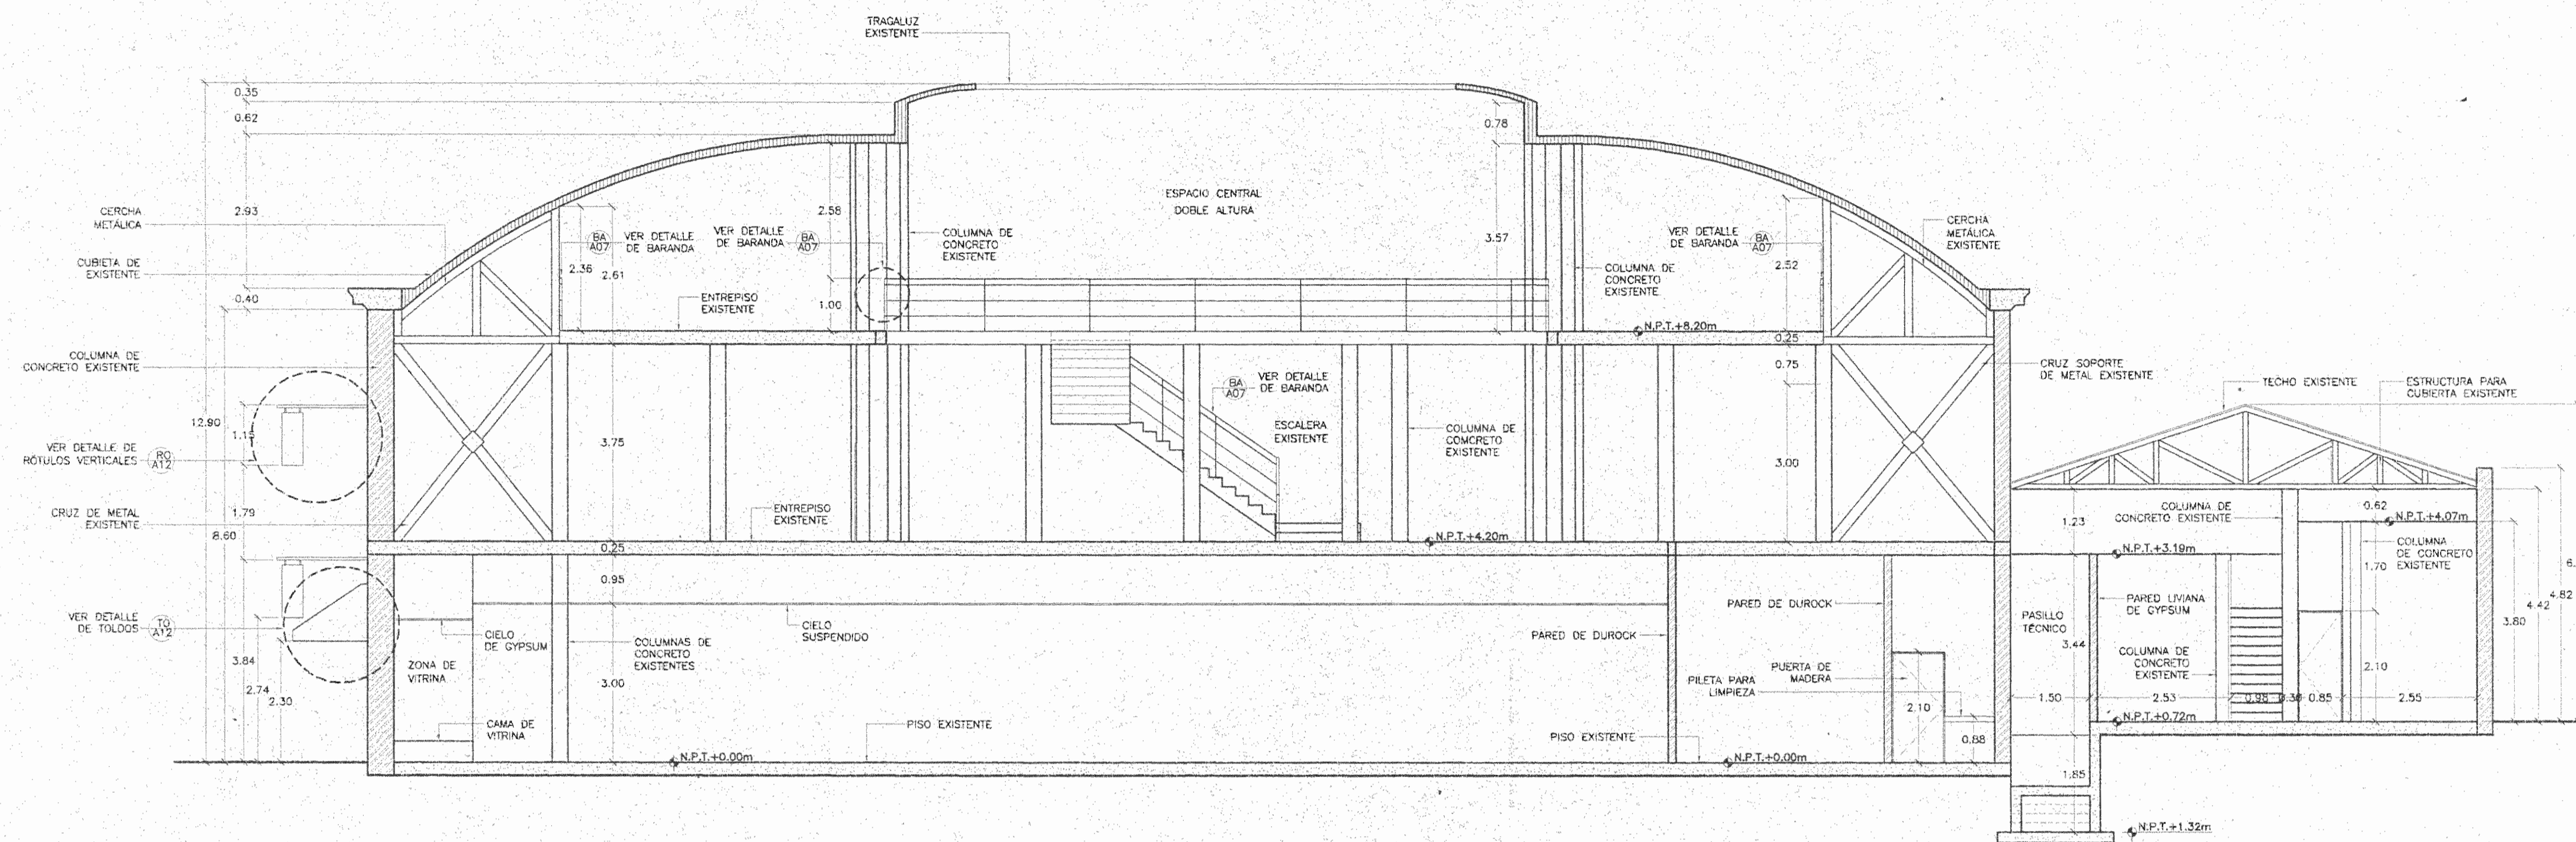 TRAGALUZ
EXISTENTE
0.35
0.62
0.78
2.93
CERCHA
METÁLICA
CUBIETA DE
EXISTENTE
0.40
BA
A07
VER DETALLE
DE BARANDA
VER DETALLE
DE BARANDA
BA
A07
2.58
2.36
2.61
1.00
ENTREPISO
EXISTENTE
COLUMNA DE
CONCRETO
EXISTENTE
ESPACIO CENTRAL
DOBLE ALTURA
3.57
COLUMNA DE
CONCRETO
EXISTENTE
VER DETALLE
DE BARANDA
BA
A07
2.52
CERCHA
METÁLICA
EXISTENTE
N.P.T.+8.20m
0.25
0.75
COLUMNA DE
CONCRETO EXISTENTE
12.90
1.15
VER DETALLE DE
RÓTULOS VERTICALES
RO
A12
CRUZ DE METAL
EXISTENTE
1.79
8.60
3.75
ENTREPISO
EXISTENTE
BA
A07
VER DETALLE
DE BARANDA
ESCALERA
EXISTENTE
COLUMNA DE
COMCRETO
EXISTENTE
3.00
N.P.T.+4.20m
CRUZ SOPORTE
DE METAL EXISTENTE
TECHO EXISTENTE
ESTRUCTURA PARA
CUBIERTA EXISTENTE
COLUMNA DE
CONCRETO EXISTENTE
1.23
0.62
N.P.T.+4.07m
N.P.T.+3.19m
COLUMNA
DE CONCRETO
EXISTENTE
1.70
6.
4.82
4.42
3.80
0.25
0.95
VER DETALLE
DE TOLDOS
TO
A12
3.84
2.74
2.30
CIELO
DE GYPSUM
ZONA DE
VITRINA
CAMA DE
VITRINA
COLUMNAS DE
CONCRETO
EXISTENTES
3.00
CIELO
SUSPENDIDO
PISO EXISTENTE
N.P.T.+0.00m
PARED DE DUROCK
PARED DE DUROCK
PUERTA DE
MADERA
PILETA PARA
LIMPIEZA
2.10
0.88
PISO EXISTENTE
N.P.T.+0.00m
PASILLO
TÉCNICO
3.44
PARED LIVIANA
DE GYPSUM
COLUMNA DE
CONCRETO
EXISTENTE
2.10
1.50
2.53
0.98
0.36
0.85
2.55
N.P.T.+0.72m
1.85
N.P.T.+1.32m